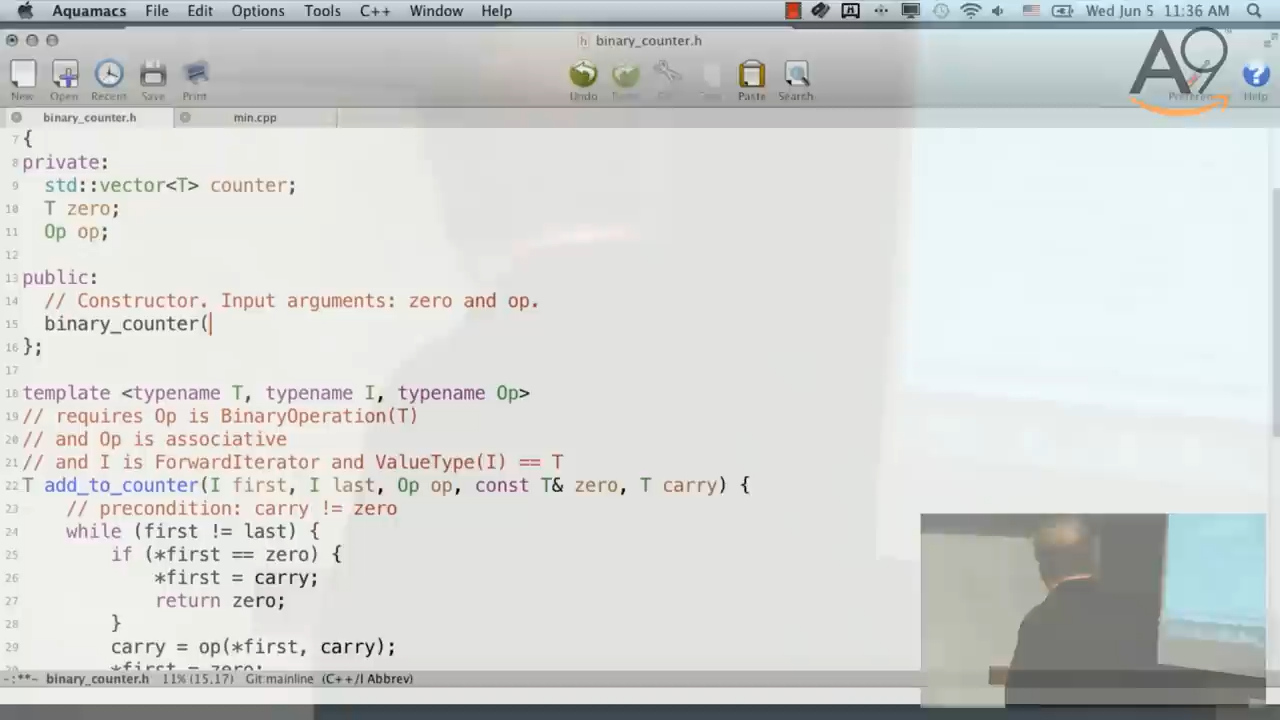 Aquamacs File Edit Options Tools C++ Window Help Wed Jun 5 11:36 AM
binary_counter.h
New Open Recent Save Print Undo Paste Search Preferences Help
A9
binary_counter.h min.cpp
7 {
8 private:
9 std::vector<T> counter;
10 T zero;
11 Op op;
12
13 public:
14 // Constructor. Input arguments: zero and op.
15 binary_counter(
16 };
17
18 template <typename T, typename I, typename Op>
19 // requires Op is BinaryOperation(T)
20 // and Op is associative
21 // and I is ForwardIterator and ValueType(I) == T
22 T add_to_counter(I first, I last, Op op, const T& zero, T carry) {
23 // precondition: carry != zero
24 while (first != last) {
25 if (*first == zero) {
26 *first = carry;
27 return zero;
28 }
29 carry = op(*first, carry);
30 *first = zero;
-:**- binary_counter.h 11% (15,17) Git mainline (C++/l Abbrev)